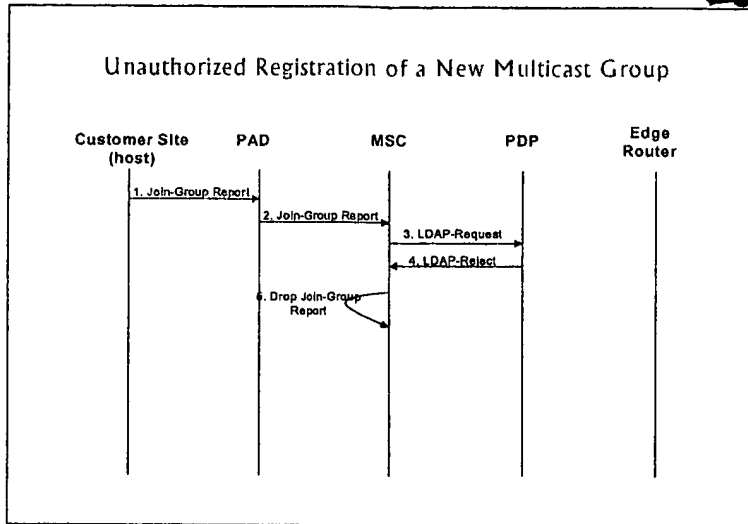 Unauthorized Registration of a New Multicast Group
Customer Site
(host)
PAD
MSC
PDP
Edge
Router
1. Join-Group Report
2. Join-Group Report
3. LDAP-Request
4. LDAP-Reject
5. Drop Join-Group
Report